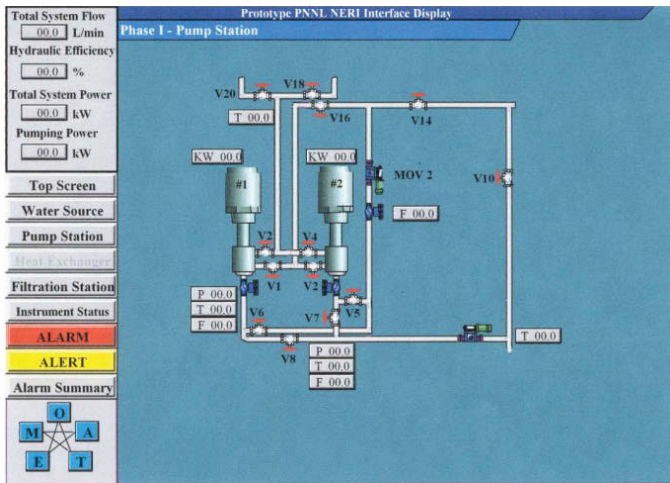 Prototype PNNL NERI Interface Display
Phase I - Pump Station
Total System Flow
00.0 L/min
Hydraulic Efficiency
00.0 %
Total System Power
00.0 kW
Pumping Power
00.0 kW
Top Screen
Water Source
Pump Station
Heat Exchanger
Filtration Station
Instrument Status
ALARM
ALERT
Alarm Summary
O
M
A
E
T
V20
V18
V16
V14
T 00.0
KW 00.0
KW 00.0
#1
#2
MOV 2
V10
F 00.0
V2
V4
V1
V2
P 00.0
T 00.0
F 00.0
V6
V7
V5
V8
T 00.0
P 00.0
T 00.0
F 00.0